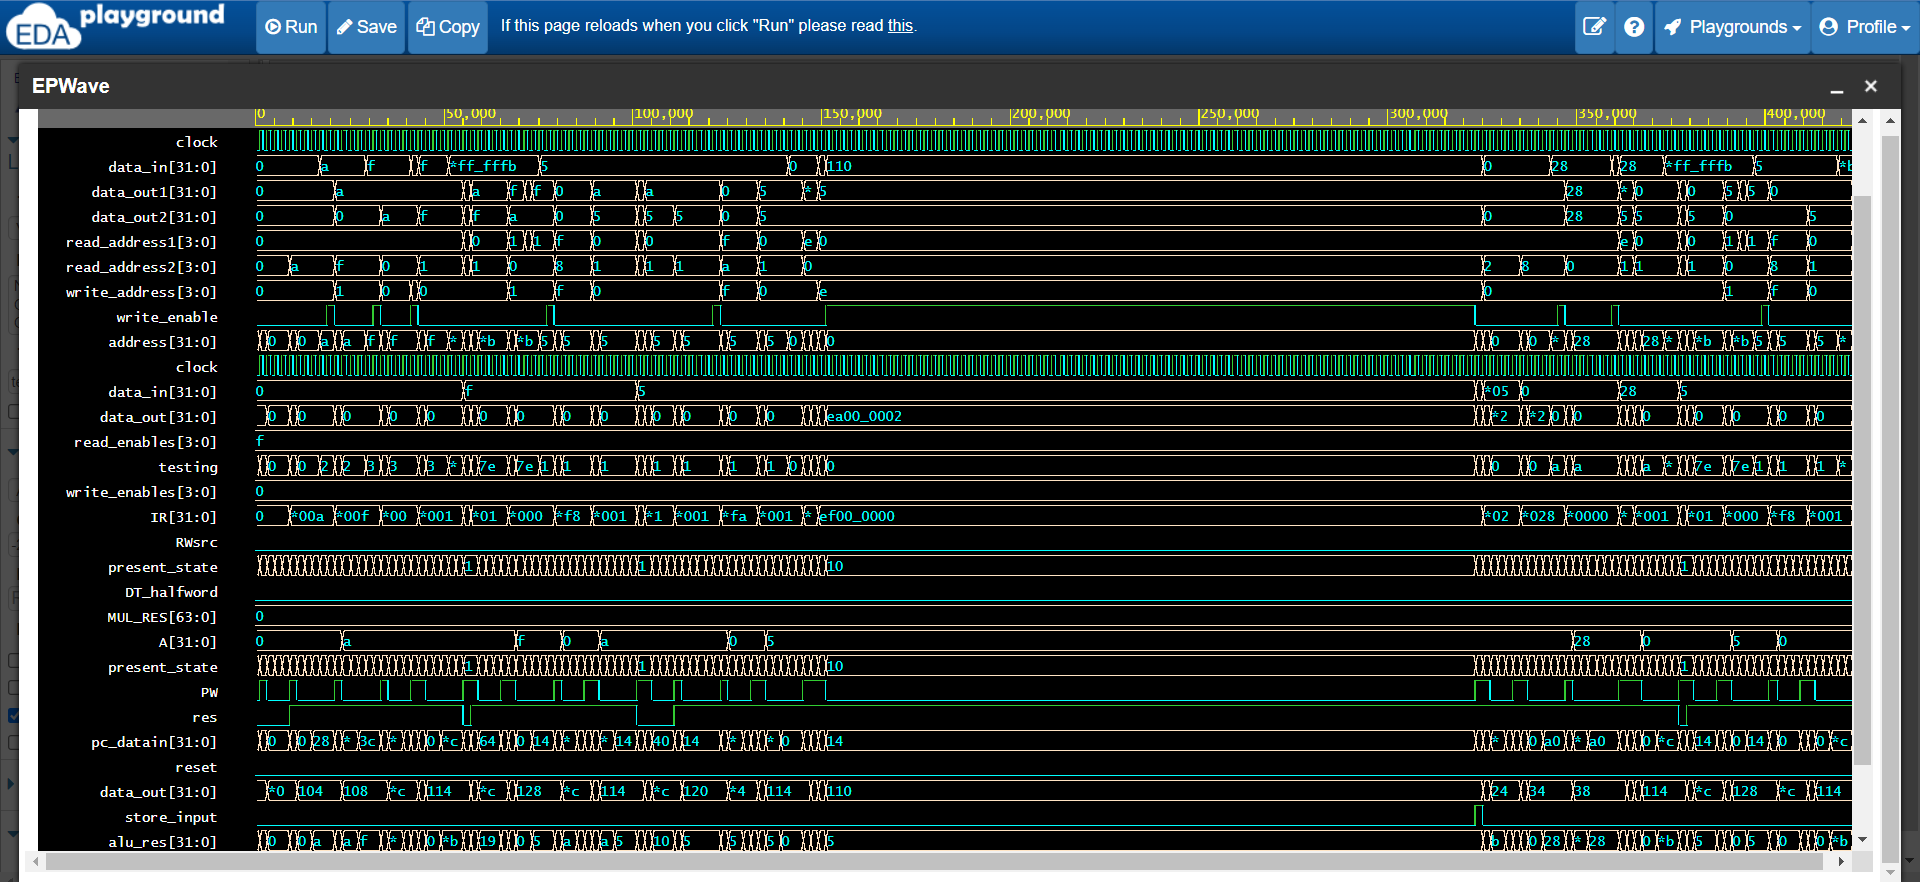 EDA playground
Run Save Copy If this page reloads when you click "Run" please read this. Playgrounds Profile
EPWave
0 50,000 100,000 150,000 200,000 250,000 300,000 350,000 400,000
clock
data_in[31:0] 0 a f f *ff_fffb 5 0 110 0 28 28 *ff_fffb 5 *b
data_out1[31:0] 0 a a f f 0 a a 0 5 * 5 28 * 0 0 5 5 0
data_out2[31:0] 0 0 a f f a 0 5 5 5 0 5 0 28 5 5 5 0 5
read_address1[3:0] 0 0 1 1 f 0 0 f 0 e 0 e 0 0 1 1 f 0
read_address2[3:0] 0 a f 0 1 1 0 8 1 1 1 a 1 0 2 8 0 1 1 1 0 8 1
write_address[3:0] 0 1 0 0 1 f 0 f 0 e 0 1 f 0
write_enable
address[31:0] 0 0 a a f f f * *b *b 5 5 5 5 5 5 5 0 0 0 0 * 28 28 * *b *b 5 5 5 *
clock
data_in[31:0] 0 f 5 *05 0 28 5
data_out[31:0] 0 0 0 0 0 0 0 0 0 0 0 0 0 ea00_0002 *2 *2 0 0 0 0 0 0 0
read_enables[3:0] f
testing 0 0 2 2 3 3 3 * 7e 7e 1 1 1 1 1 1 1 0 0 0 0 a a a * 7e 7e 1 1 1 *
write_enables[3:0] 0
IR[31:0] 0 *00a *00f *00 *001 *01 *000 *f8 *001 *1 *001 *fa *001 * ef00_0000 *02 *028 *0000 * *001 *01 *000 *f8 *001
RWsrc
present_state 1 1 10 1
DT_halfword
MUL_RES[63:0] 0
A[31:0] 0 a f 0 a 0 5 28 0 5 0
present_state 1 1 10 1
PW
res
pc_datain[31:0] 0 0 28 * 3c * 0 *c 64 0 14 * * 14 40 14 * * 0 14 * 0 a0 * a0 0 *c 14 0 14 0 0 *c
reset
data_out[31:0] *0 104 108 *c 114 *c 128 *c 114 *c 120 *4 114 110 24 34 38 114 *c 128 *c 114
store_input
alu_res[31:0] 0 0 a a f * 0 *b 19 0 5 a a 5 10 5 5 5 0 5 b 0 28 * 28 0 *b 5 0 5 0 0 *b